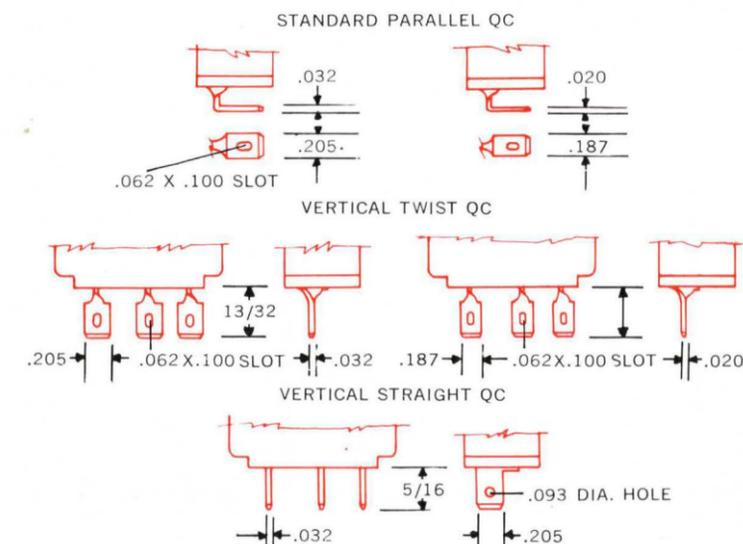 STANDARD PARALLEL QC
.032
.020
.205
.187
.062 X .100 SLOT
VERTICAL TWIST QC
13/32
.205
.062 X.100 SLOT
.032
.187
.062X.100 SLOT
.020
VERTICAL STRAIGHT QC
5/16
.093 DIA. HOLE
.032
.205